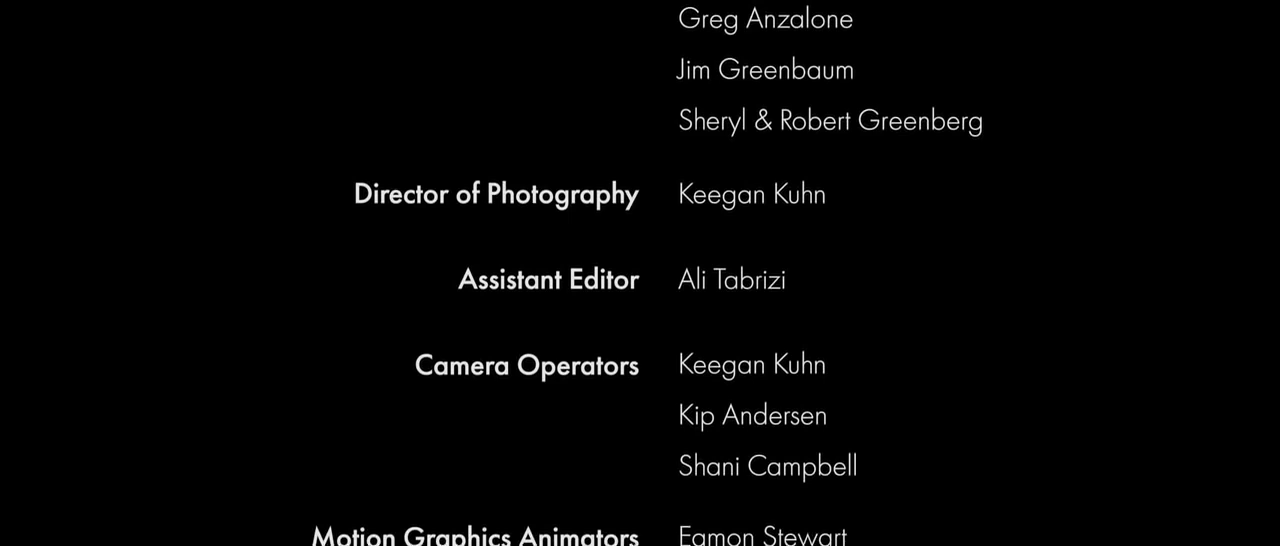 Greg Anzalone
Jim Greenbaum
Sheryl & Robert Greenberg
Director of Photography Keegan Kuhn
Assistant Editor Ali Tabrizi
Camera Operators Keegan Kuhn
Kip Andersen
Shani Campbell
Motion Graphics Animators Eamon Stewart